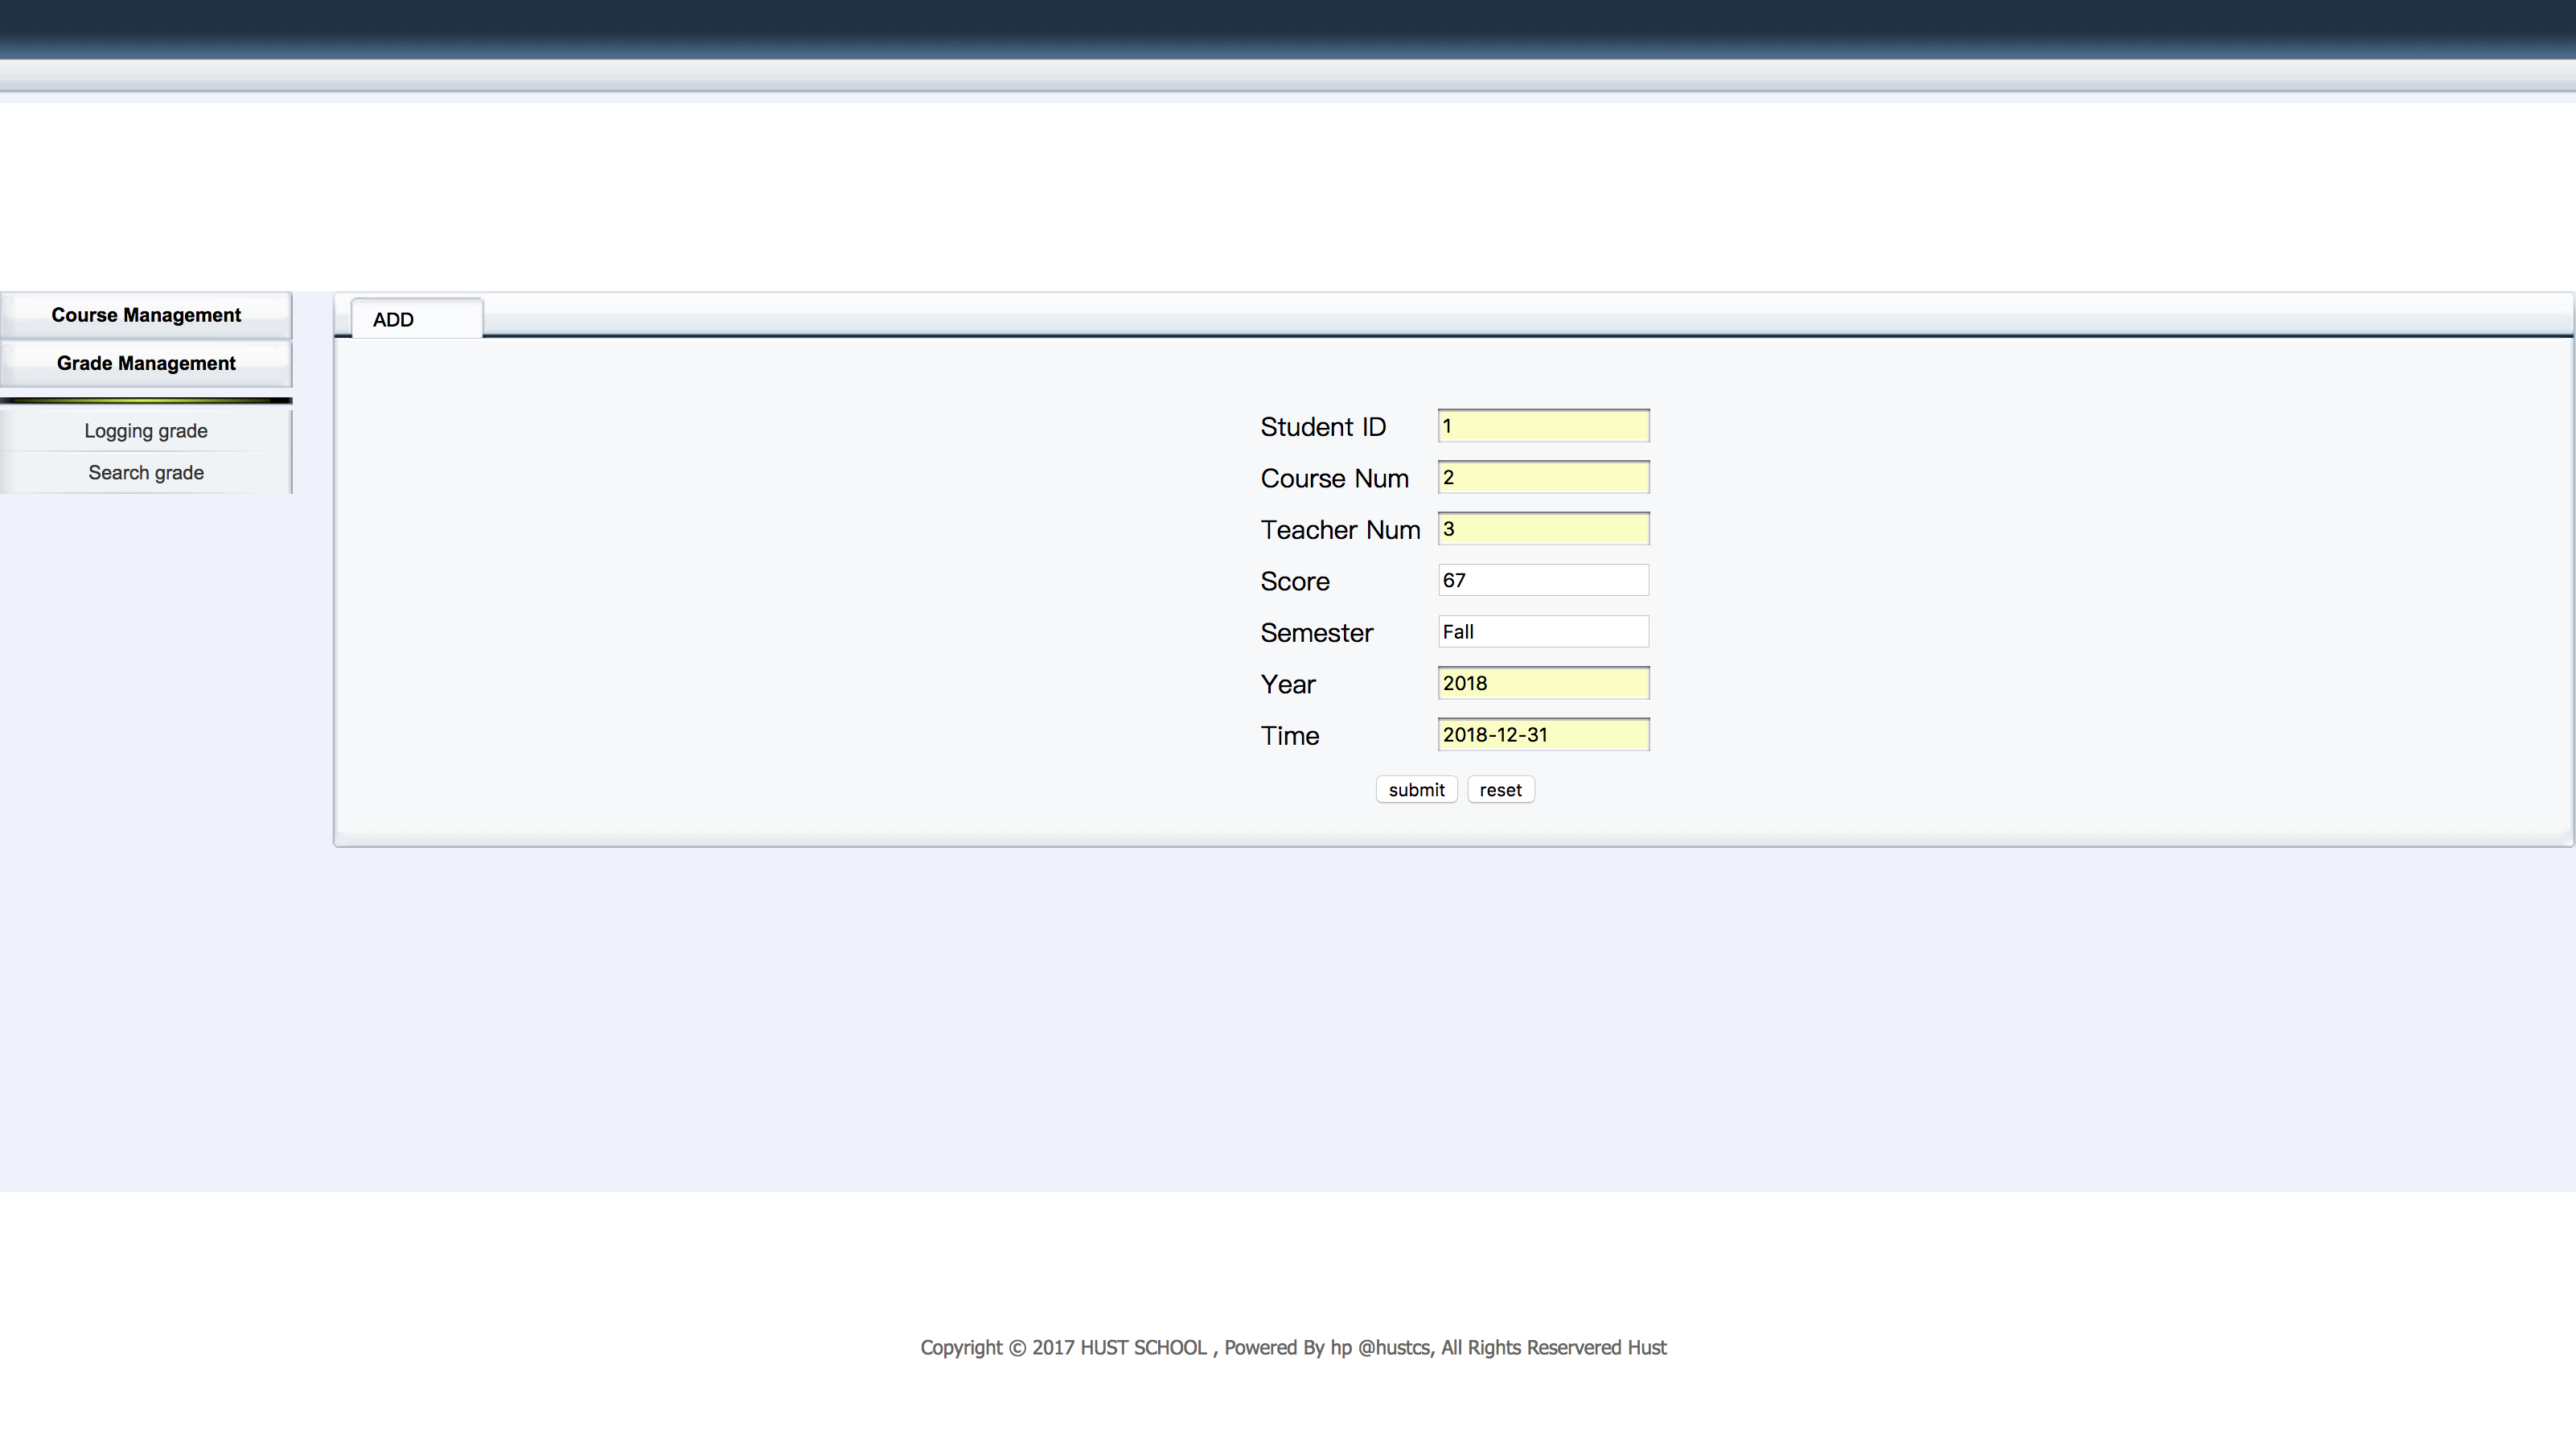 Course Management
Grade Management
Logging grade
Search grade
ADD
Student ID 1
Course Num 2
Teacher Num 3
Score 67
Semester Fall
Year 2018
Time 2018-12-31
submit reset
Copyright © 2017 HUST SCHOOL , Powered By hp @hustcs, All Rights Reservered Hust